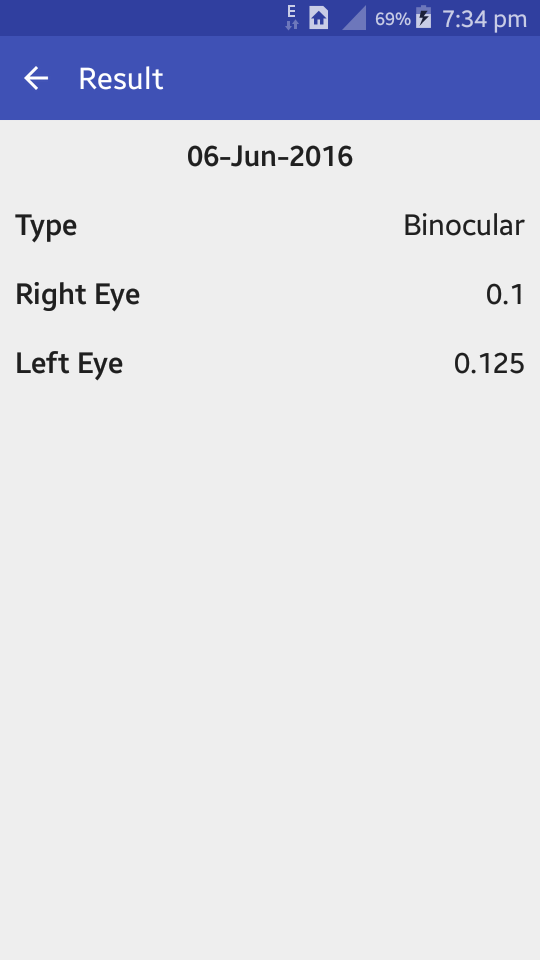 E 69% 7:34 pm
Result
06-Jun-2016
Type Binocular
Right Eye 0.1
Left Eye 0.125